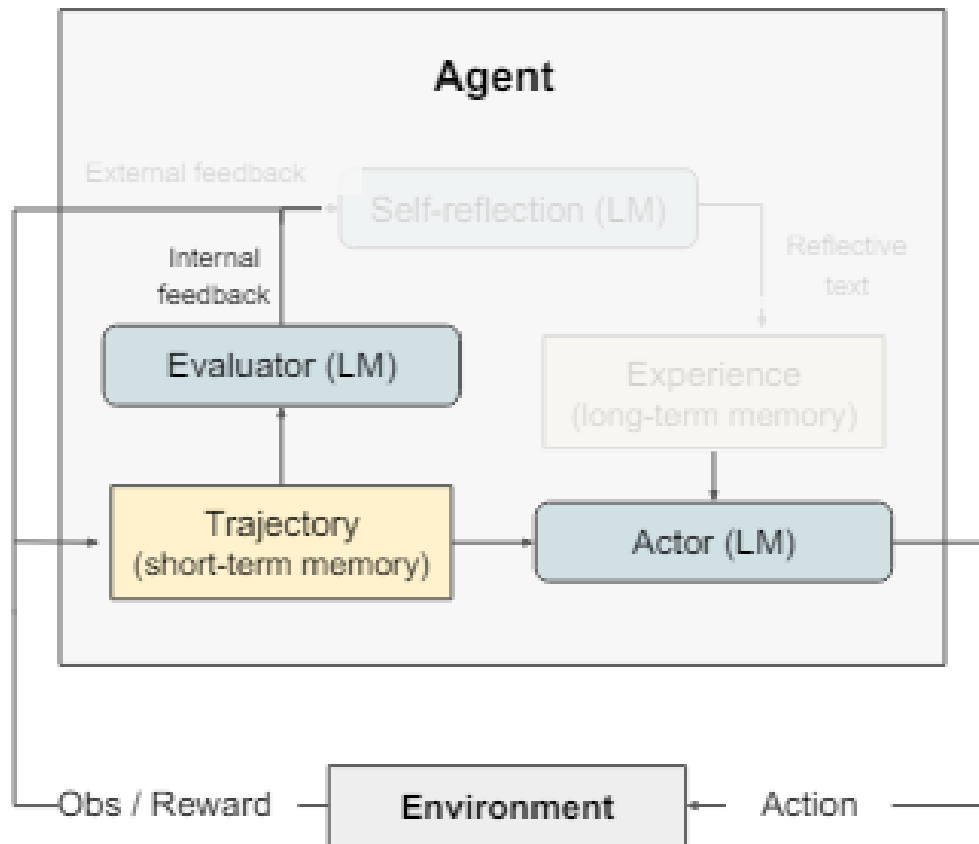 Agent
External feedback
Self-reflection (LM)
Internal
feedback
Reflective
text
Evaluator (LM)
Experience
(long-term memory)
Trajectory
(short-term memory)
Actor (LM)
Obs / Reward
Environment
Action